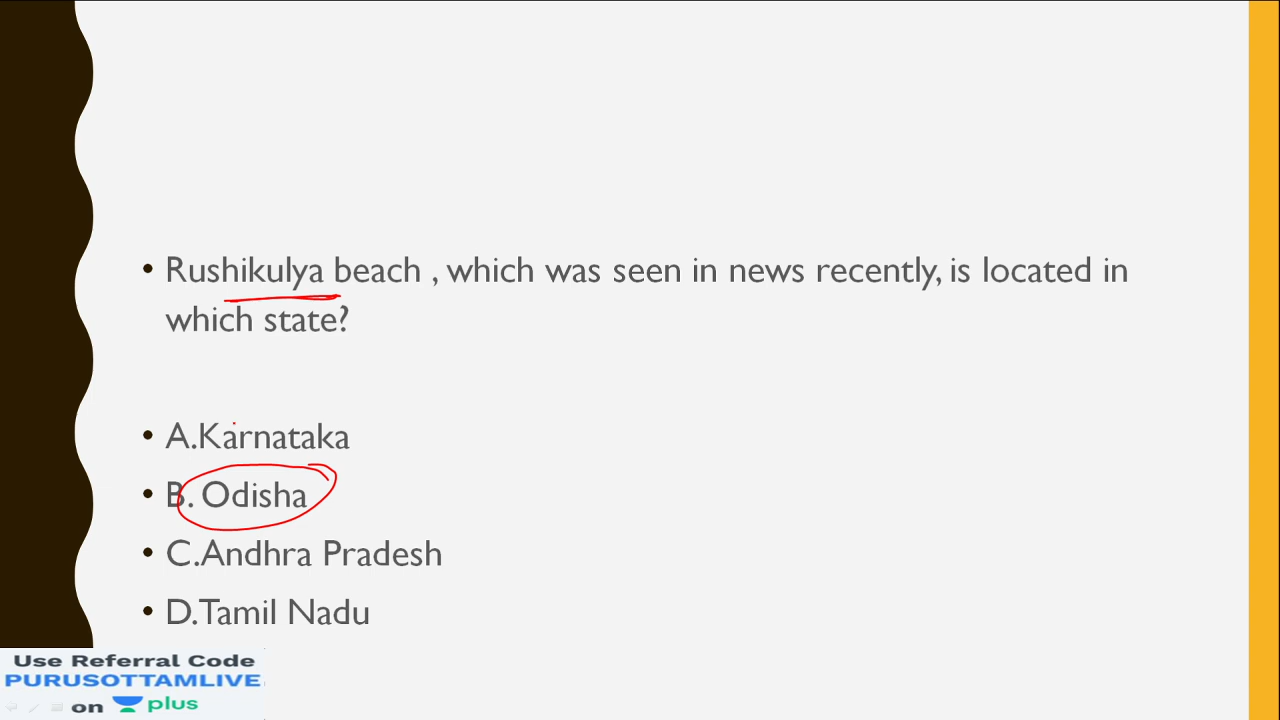 • Rushikulya beach , which was seen in news recently, is located in
which state?
• A.Karnataka
• B. Odisha
• C.Andhra Pradesh
• D.Tamil Nadu
Use Referral Code
PURUSOTTAMLIVE
on plus